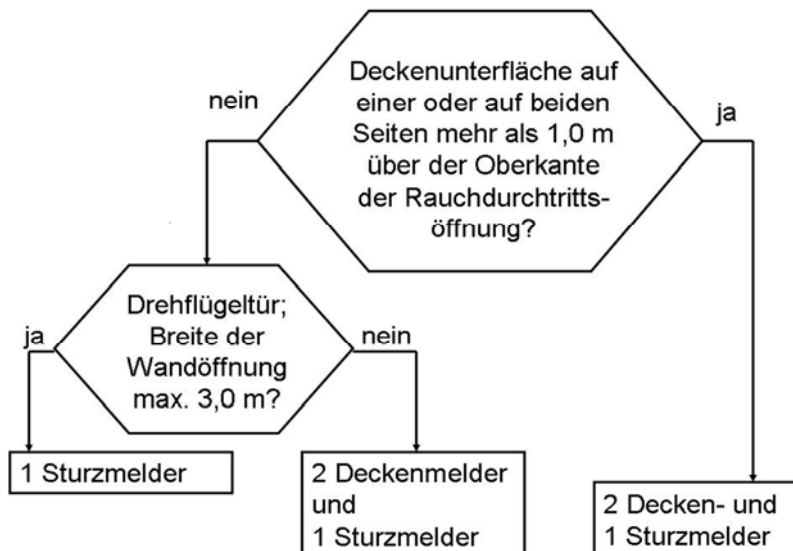 Deckenunterfläche auf
einer oder auf beiden
Seiten mehr als 1,0 m
über der Oberkante
der Rauchdurchtritts-
öffnung?
nein
ja
Drehflügeltür;
Breite der
Wandöffnung
max. 3,0 m?
ja
nein
1 Sturzmelder
2 Deckenmelder
und
1 Sturzmelder
2 Decken- und
1 Sturzmelder